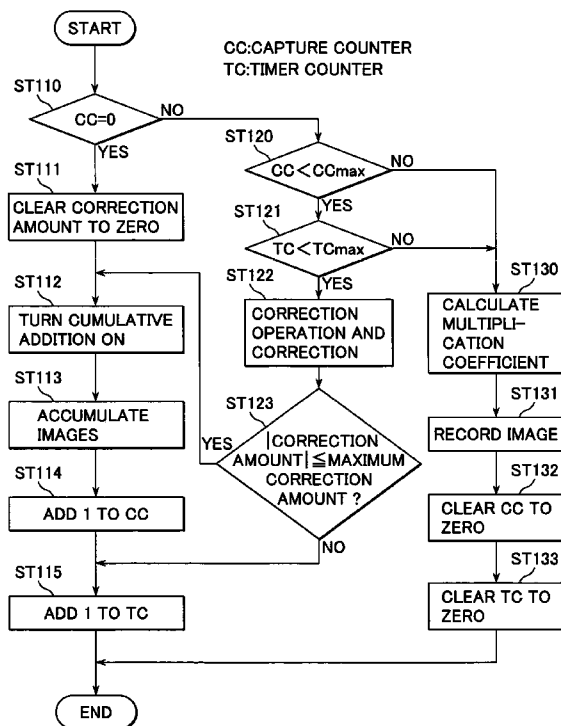 START
CC:CAPTURE COUNTER
TC:TIMER COUNTER
ST110
CC=0
NO
YES
ST111
CLEAR CORRECTION
AMOUNT TO ZERO
ST112
TURN CUMULATIVE
ADDITION ON
ST113
ACCUMULATE
IMAGES
ST114
ADD 1 TO CC
ST115
ADD 1 TO TC
END
ST120
CC<CCmax
NO
YES
ST121
TC<TCmax
NO
YES
ST122
CORRECTION
OPERATION AND
CORRECTION
ST123
YES
|CORRECTION
AMOUNT|≦MAXIMUM
CORRECTION
AMOUNT ?
NO
ST130
CALCULATE
MULTIPLI-
CATION
COEFFICIENT
ST131
RECORD IMAGE
ST132
CLEAR CC TO
ZERO
ST133
CLEAR TC TO
ZERO